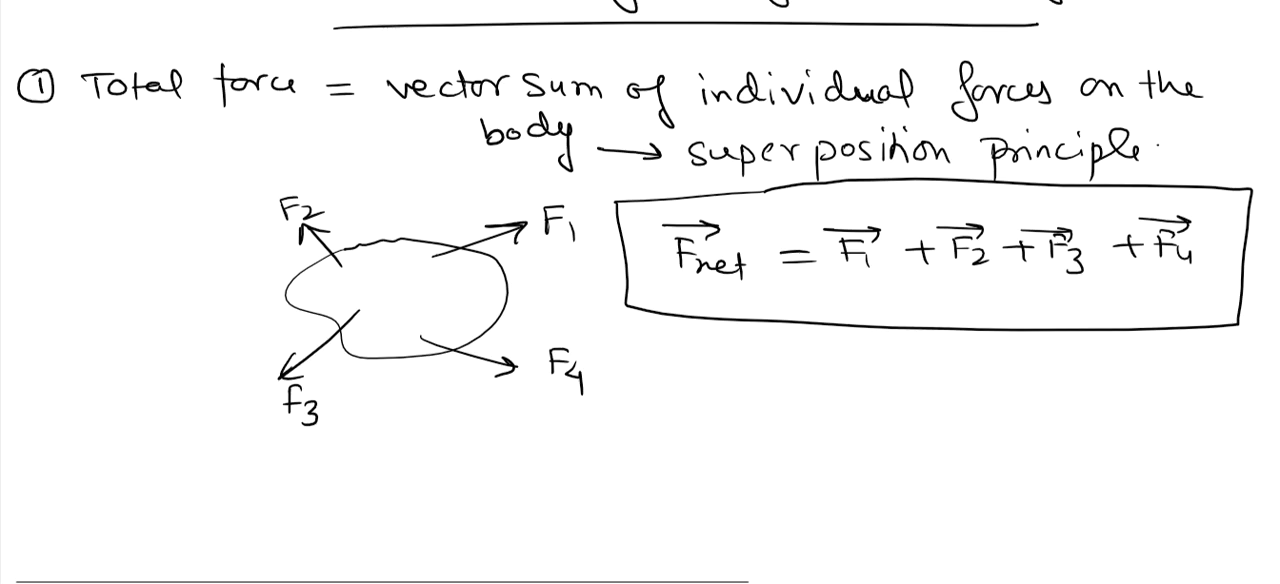 ① Total force = vector sum of individual forces on the
body → superposition principle.
F2
F1
F⃗net = F⃗1 + F⃗2 + F⃗3 + F⃗4
F4
f3